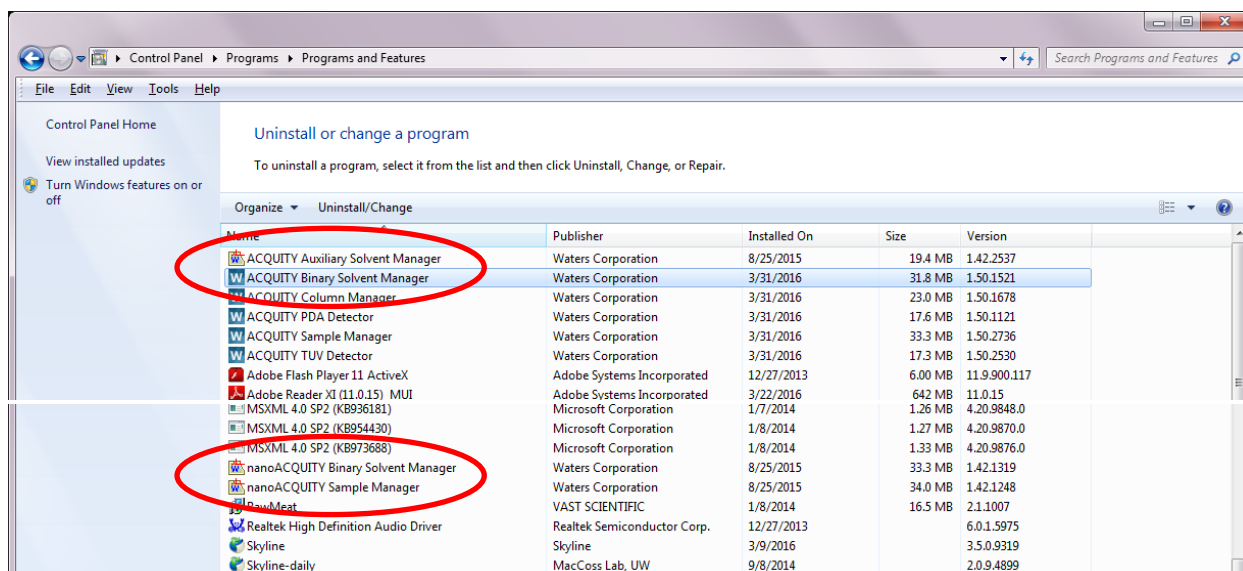 Control Panel ▸ Programs ▸ Programs and Features Search Programs and Features
File Edit View Tools Help
Control Panel Home
View installed updates
Turn Windows features on or
off
Uninstall or change a program
To uninstall a program, select it from the list and then click Uninstall, Change, or Repair.
Organize Uninstall/Change
Name Publisher Installed On Size Version
ACQUITY Auxiliary Solvent Manager Waters Corporation 8/25/2015 19.4 MB 1.42.2537
ACQUITY Binary Solvent Manager Waters Corporation 3/31/2016 31.8 MB 1.50.1521
ACQUITY Column Manager Waters Corporation 3/31/2016 23.0 MB 1.50.1678
ACQUITY PDA Detector Waters Corporation 3/31/2016 17.6 MB 1.50.1121
ACQUITY Sample Manager Waters Corporation 3/31/2016 33.3 MB 1.50.2736
ACQUITY TUV Detector Waters Corporation 3/31/2016 17.3 MB 1.50.2530
Adobe Flash Player 11 ActiveX Adobe Systems Incorporated 12/27/2013 6.00 MB 11.9.900.117
Adobe Reader XI (11.0.15) MUI Adobe Systems Incorporated 3/22/2016 642 MB 11.0.15
MSXML 4.0 SP2 (KB936181) Microsoft Corporation 1/7/2014 1.26 MB 4.20.9848.0
MSXML 4.0 SP2 (KB954430) Microsoft Corporation 1/8/2014 1.27 MB 4.20.9870.0
MSXML 4.0 SP2 (KB973688) Microsoft Corporation 1/8/2014 1.33 MB 4.20.9876.0
nanoACQUITY Binary Solvent Manager Waters Corporation 8/25/2015 33.3 MB 1.42.1319
nanoACQUITY Sample Manager Waters Corporation 8/25/2015 34.0 MB 1.42.1248
RawMeat VAST SCIENTIFIC 1/8/2014 16.5 MB 2.1.1007
Realtek High Definition Audio Driver Realtek Semiconductor Corp. 12/27/2013 6.0.1.5975
Skyline Skyline 3/9/2016 3.5.0.9319
Skyline-daily MacCoss Lab, UW 9/8/2014 2.0.9.4899